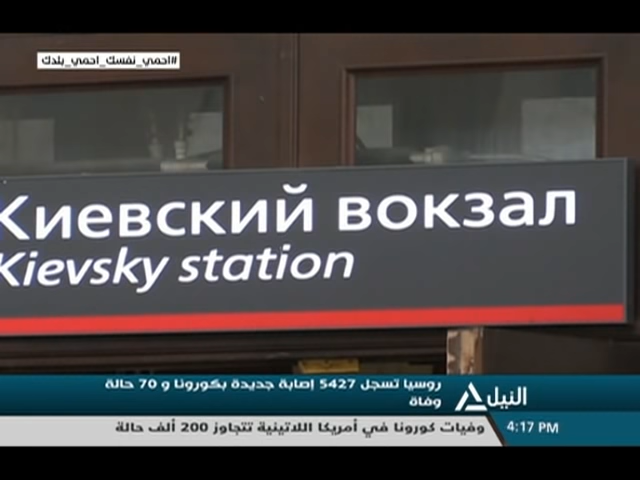 #احمي_نفسك_احمي_بلدك
Киевский вокзал
Kievsky station
روسيا تسجل 5427 إصابة جديدة بكورونا و 70 حالة
وفاة
النيل
وفيات كورونا في أمريكا اللاتينية تتجاوز 200 ألف حالة
4:17 PM